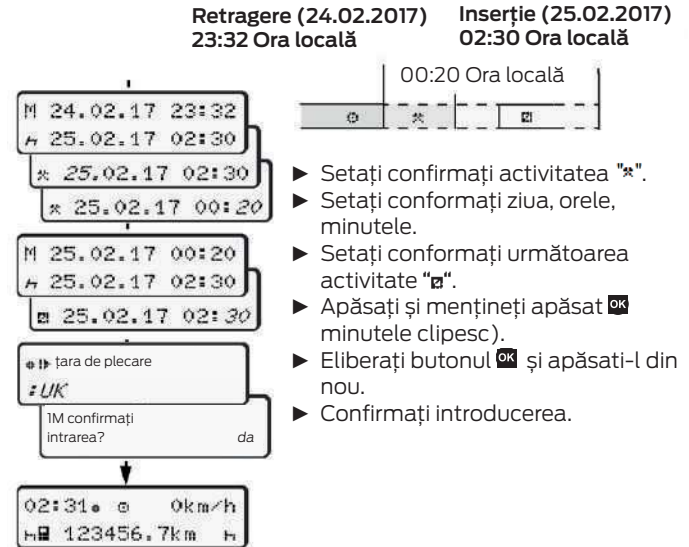 Retragere (24.02.2017)
23:32 Ora locală
Inserție (25.02.2017)
02:30 Ora locală
00:20 Ora locală
M 24.02.17 23:32
25.02.17 02:30
25.02.17 02:30
25.02.17 00:20
M 25.02.17 00:20
25.02.17 02:30
25.02.17 02:30
țara de plecare
:UK
1M confirmați
intrarea? da
02:31 0km/h
123456.7km
► Setați confirmați activitatea "".
► Setați conformați ziua, orele,
minutele.
► Setați conformați următoarea
activitate ““.
► Apăsați și mențineți apăsat OK
minutele clipesc).
► Eliberați butonul OK și apăsati-l din
nou.
► Confirmați introducerea.